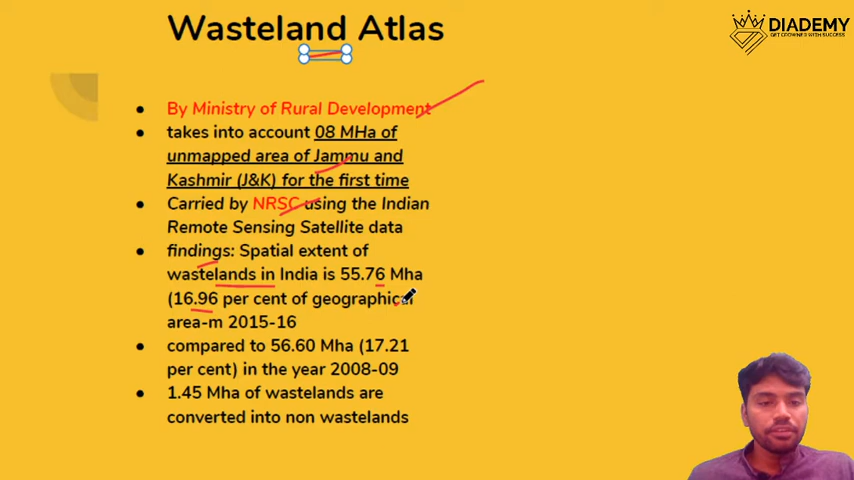 Wasteland Atlas
DIADEMY
GET CROWNED WITH SUCCESS
By Ministry of Rural Development
takes into account 08 MHa of
unmapped area of Jammu and
Kashmir (J&K) for the first time
Carried by NRSC using the Indian
Remote Sensing Satellite data
findings: Spatial extent of
wastelands in India is 55.76 Mha
(16.96 per cent of geographical
area-m 2015-16
compared to 56.60 Mha (17.21
per cent) in the year 2008-09
1.45 Mha of wastelands are
converted into non wastelands